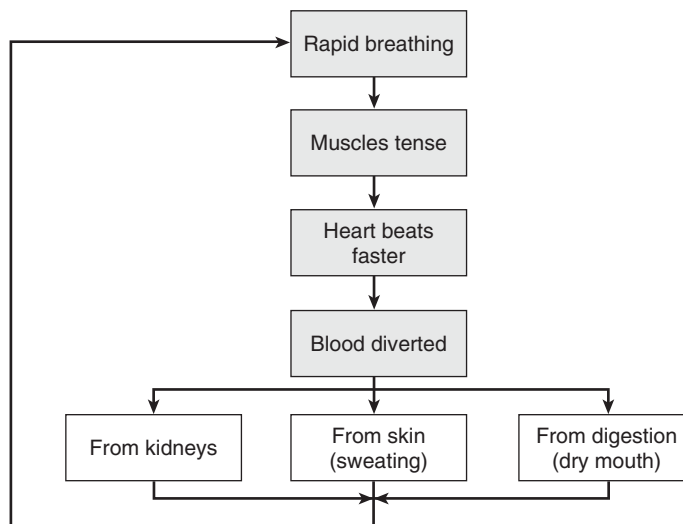 Rapid breathing
Muscles tense
Heart beats
faster
Blood diverted
From kidneys
From skin
(sweating)
From digestion
(dry mouth)